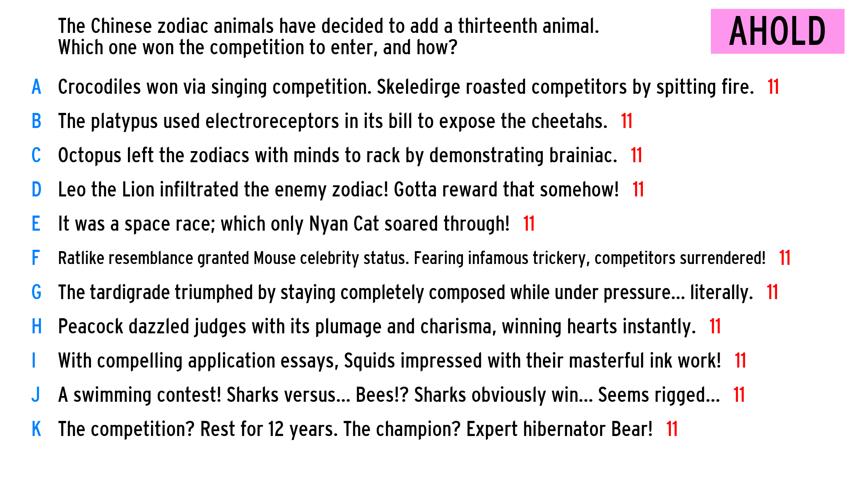 The Chinese zodiac animals have decided to add a thirteenth animal.
Which one won the competition to enter, and how?
AHOLD
A Crocodiles won via singing competition. Skeledirge roasted competitors by spitting fire. 11
B The platypus used electroreceptors in its bill to expose the cheetahs. 11
C Octopus left the zodiacs with minds to rack by demonstrating brainiac. 11
D Leo the Lion infiltrated the enemy zodiac! Gotta reward that somehow! 11
E It was a space race; which only Nyan Cat soared through! 11
F Ratlike resemblance granted Mouse celebrity status. Fearing infamous trickery, competitors surrendered! 11
G The tardigrade triumphed by staying completely composed while under pressure... literally. 11
H Peacock dazzled judges with its plumage and charisma, winning hearts instantly. 11
I With compelling application essays, Squids impressed with their masterful ink work! 11
J A swimming contest! Sharks versus... Bees!? Sharks obviously win... Seems rigged... 11
K The competition? Rest for 12 years. The champion? Expert hibernator Bear! 11